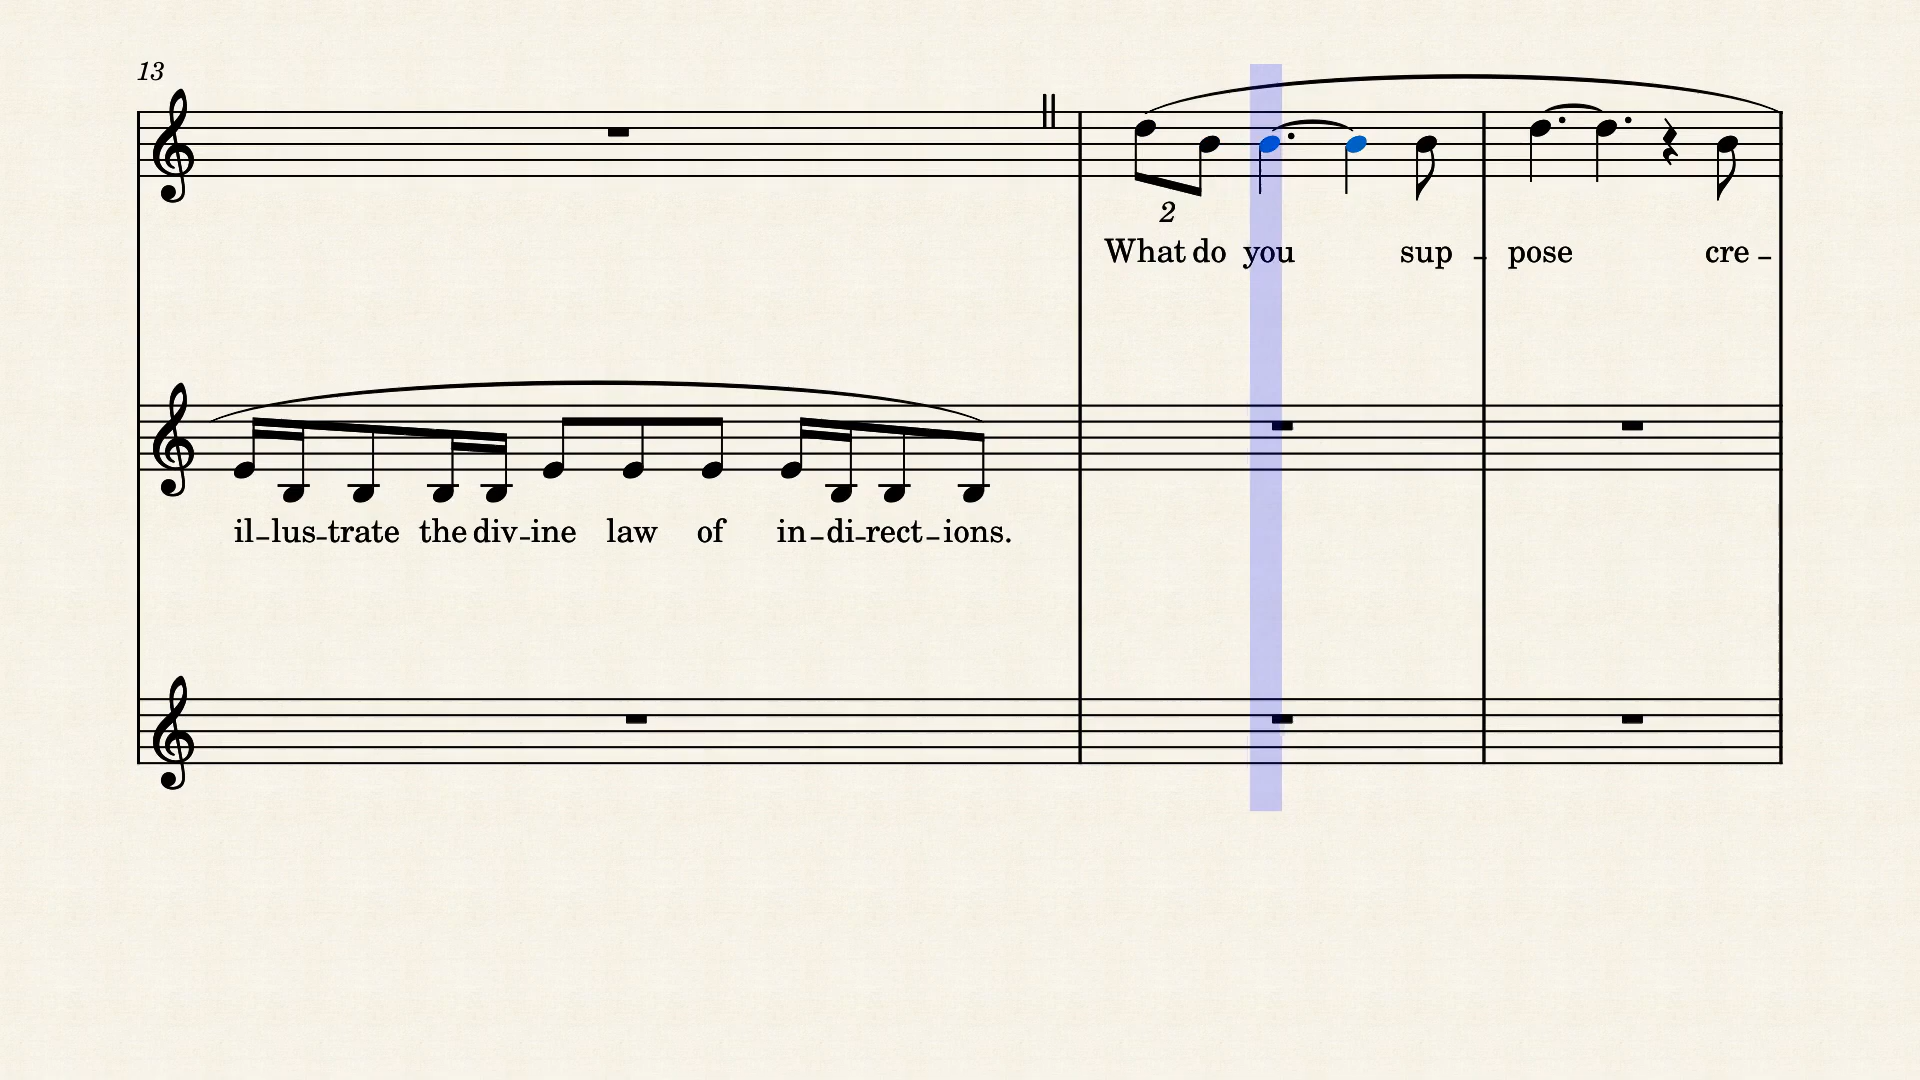 13
2
What do you sup - pose cre -
il-lus-trate the div-ine law of in-di-rect-ions.